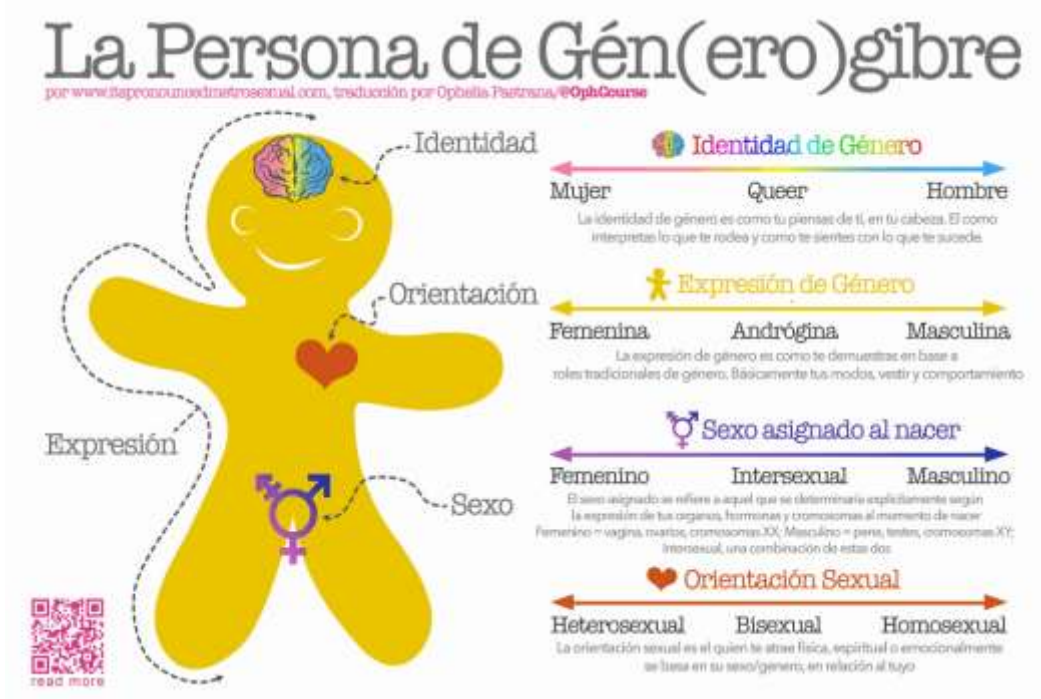 La Persona de Gén(ero)gibre
por www.itspronouncedmetrosexual.com, traducción por Ophelia Pastrana/@OphCourse
Identidad
Orientación
Expresión
Sexo
read more
Identidad de Género
Mujer Queer Hombre
La identidad de género es como tu piensas de ti, en tu cabeza. El como
interpretas lo que te rodea y como te sientes con lo que te sucede.
Expresión de Género
Femenina Andrógina Masculina
La expresión de género es como te demuestras en base a
roles tradicionales de género. Básicamente tus modos, vestir y comportamiento
Sexo asignado al nacer
Femenino Intersexual Masculino
El sexo asignado se refiere a aquel que se determinaria explicitamente según
la expresión de tus organos, hormonas y cromosomas al momento de nacer
Femenino = vagina, ovarios, cromosomas XX; Masculino = pene, testes, cromosomas XY;
Intersexual, una combinación de estas dos
Orientación Sexual
Heterosexual Bisexual Homosexual
La orientación sexual es el quien te atrae física, espiritual o emocionalmente
se basa en su sexo/genero, en relación al tuyo